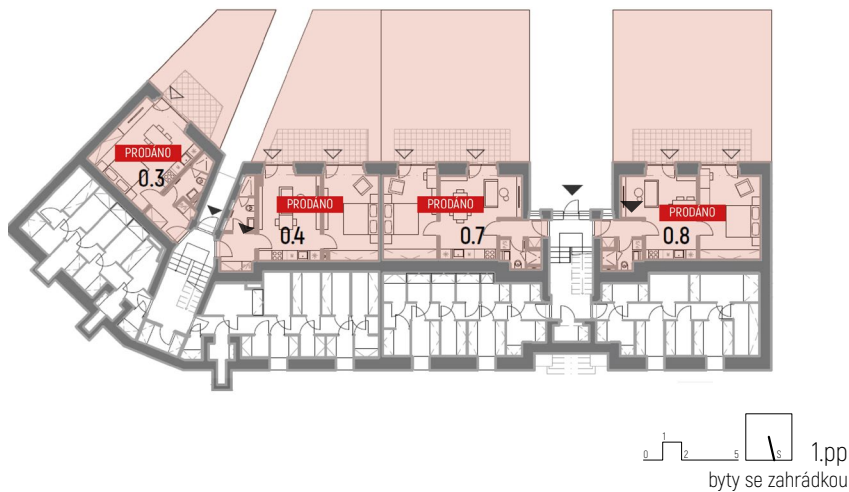 PRODÁNO
0.3
PRODÁNO
0.4
PRODÁNO
0.7
PRODÁNO
0.8
0 1 2 5 S 1.pp
byty se zahrádkou